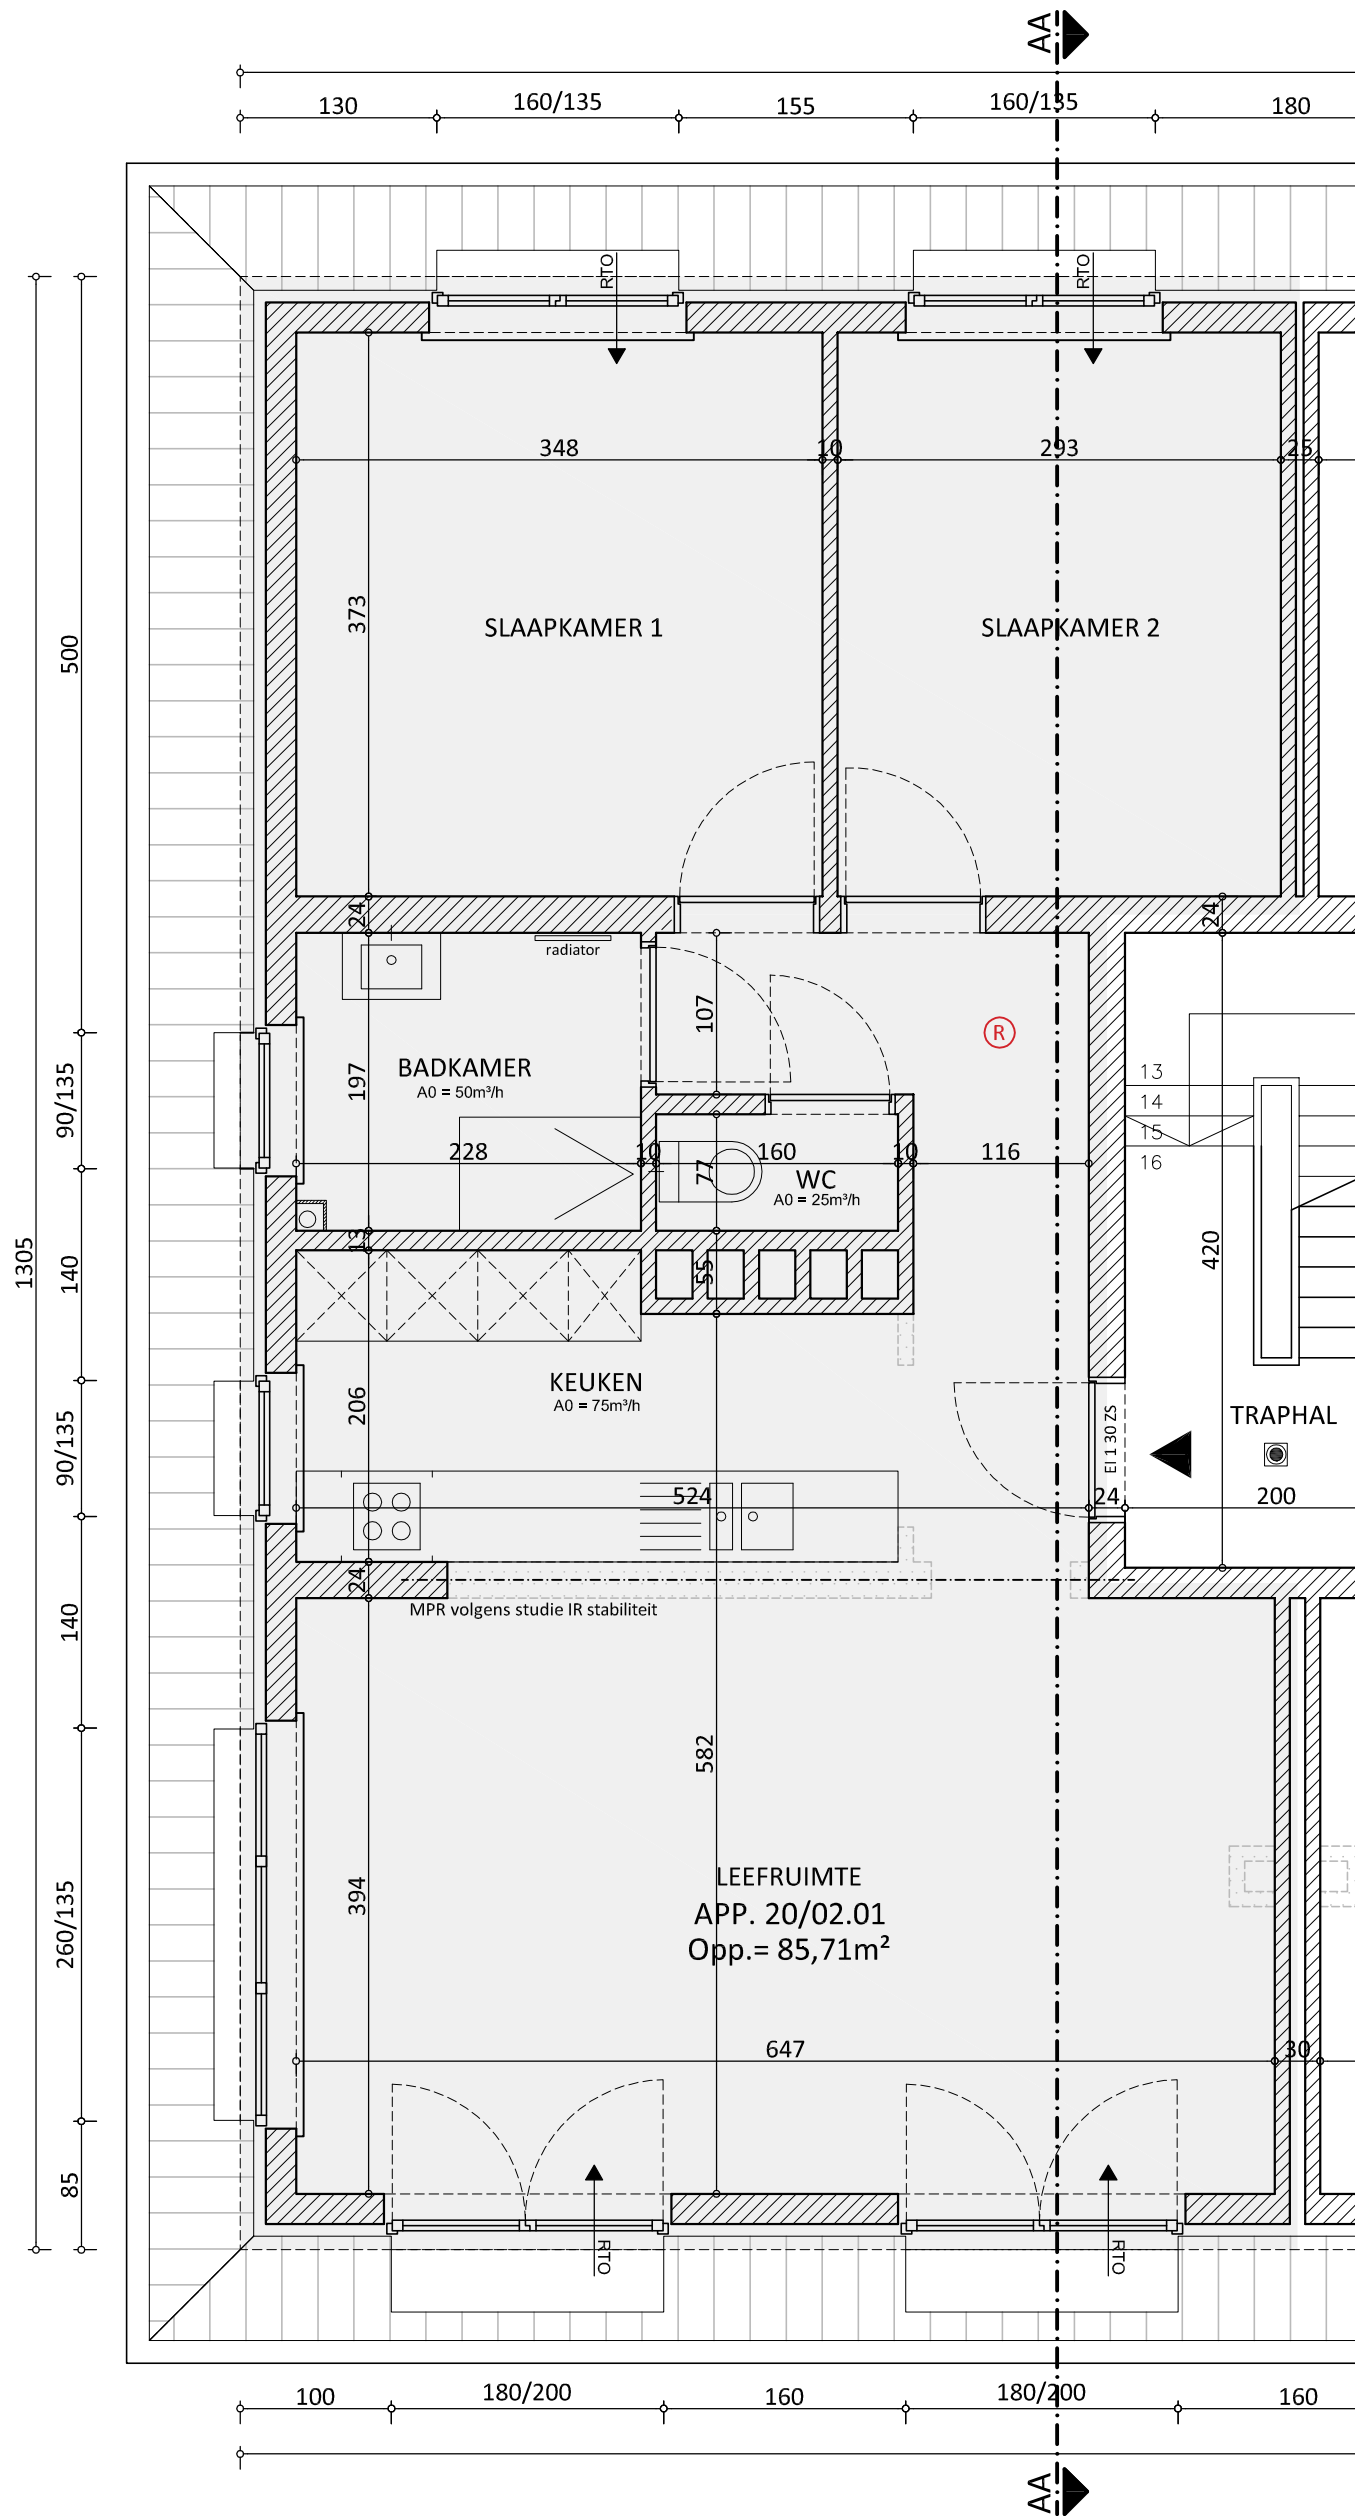 AA
130
160/135
155
160/135
180
RTO
RTO
348
10
293
25
373
500
SLAAPKAMER 1
SLAAPKAMER 2
24
24
radiator
107
R
BADKAMER
A0 = 50m³/h
197
90/135
13
14
15
16
228
10
160
10
116
77
WC
A0 = 25m³/h
13
55
420
1305
140
KEUKEN
A0 = 75m³/h
206
90/135
EI 1 30 ZS
TRAPHAL
524
24
200
24
MPR volgens studie IR stabiliteit
140
582
LEEFRUIMTE
APP. 20/02.01
Opp.= 85,71m²
394
260/135
647
30
85
RTO
RTO
100
180/200
160
180/200
160
AA